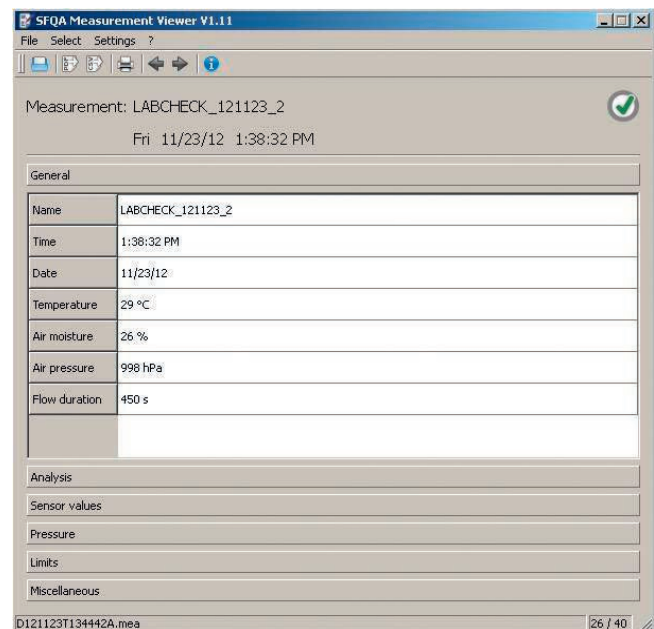 SFQA Measurement Viewer V1.11
File Select Settings ?
Measurement: LABCHECK_121123_2
Fri 11/23/12 1:38:32 PM
General
Name LABCHECK_121123_2
Time 1:38:32 PM
Date 11/23/12
Temperature 29 °C
Air moisture 26 %
Air pressure 998 hPa
Flow duration 450 s
Analysis
Sensor values
Pressure
Limits
Miscellaneous
D121123T134442A.mea 26 / 40